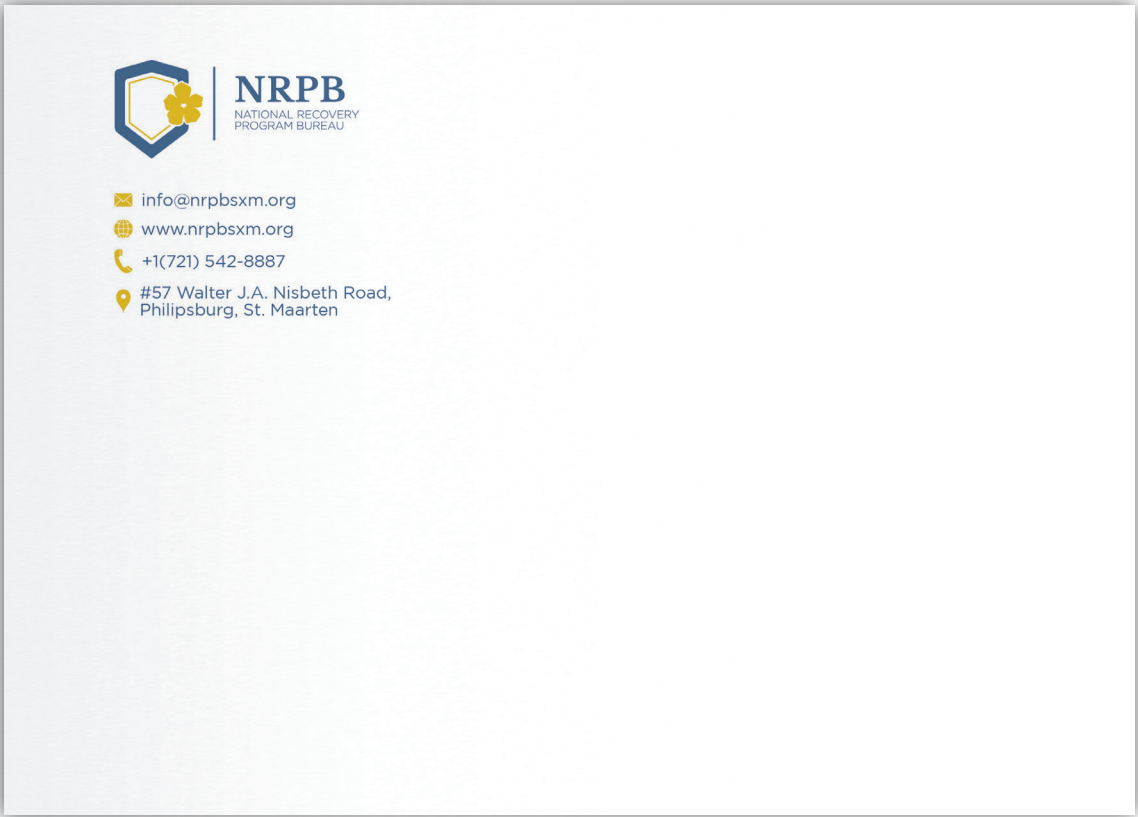 NRPB
NATIONAL RECOVERY
PROGRAM BUREAU
info@nrpbsxm.org
www.nrpbsxm.org
+1(721) 542-8887
#57 Walter J.A. Nisbeth Road,
Philipsburg, St. Maarten